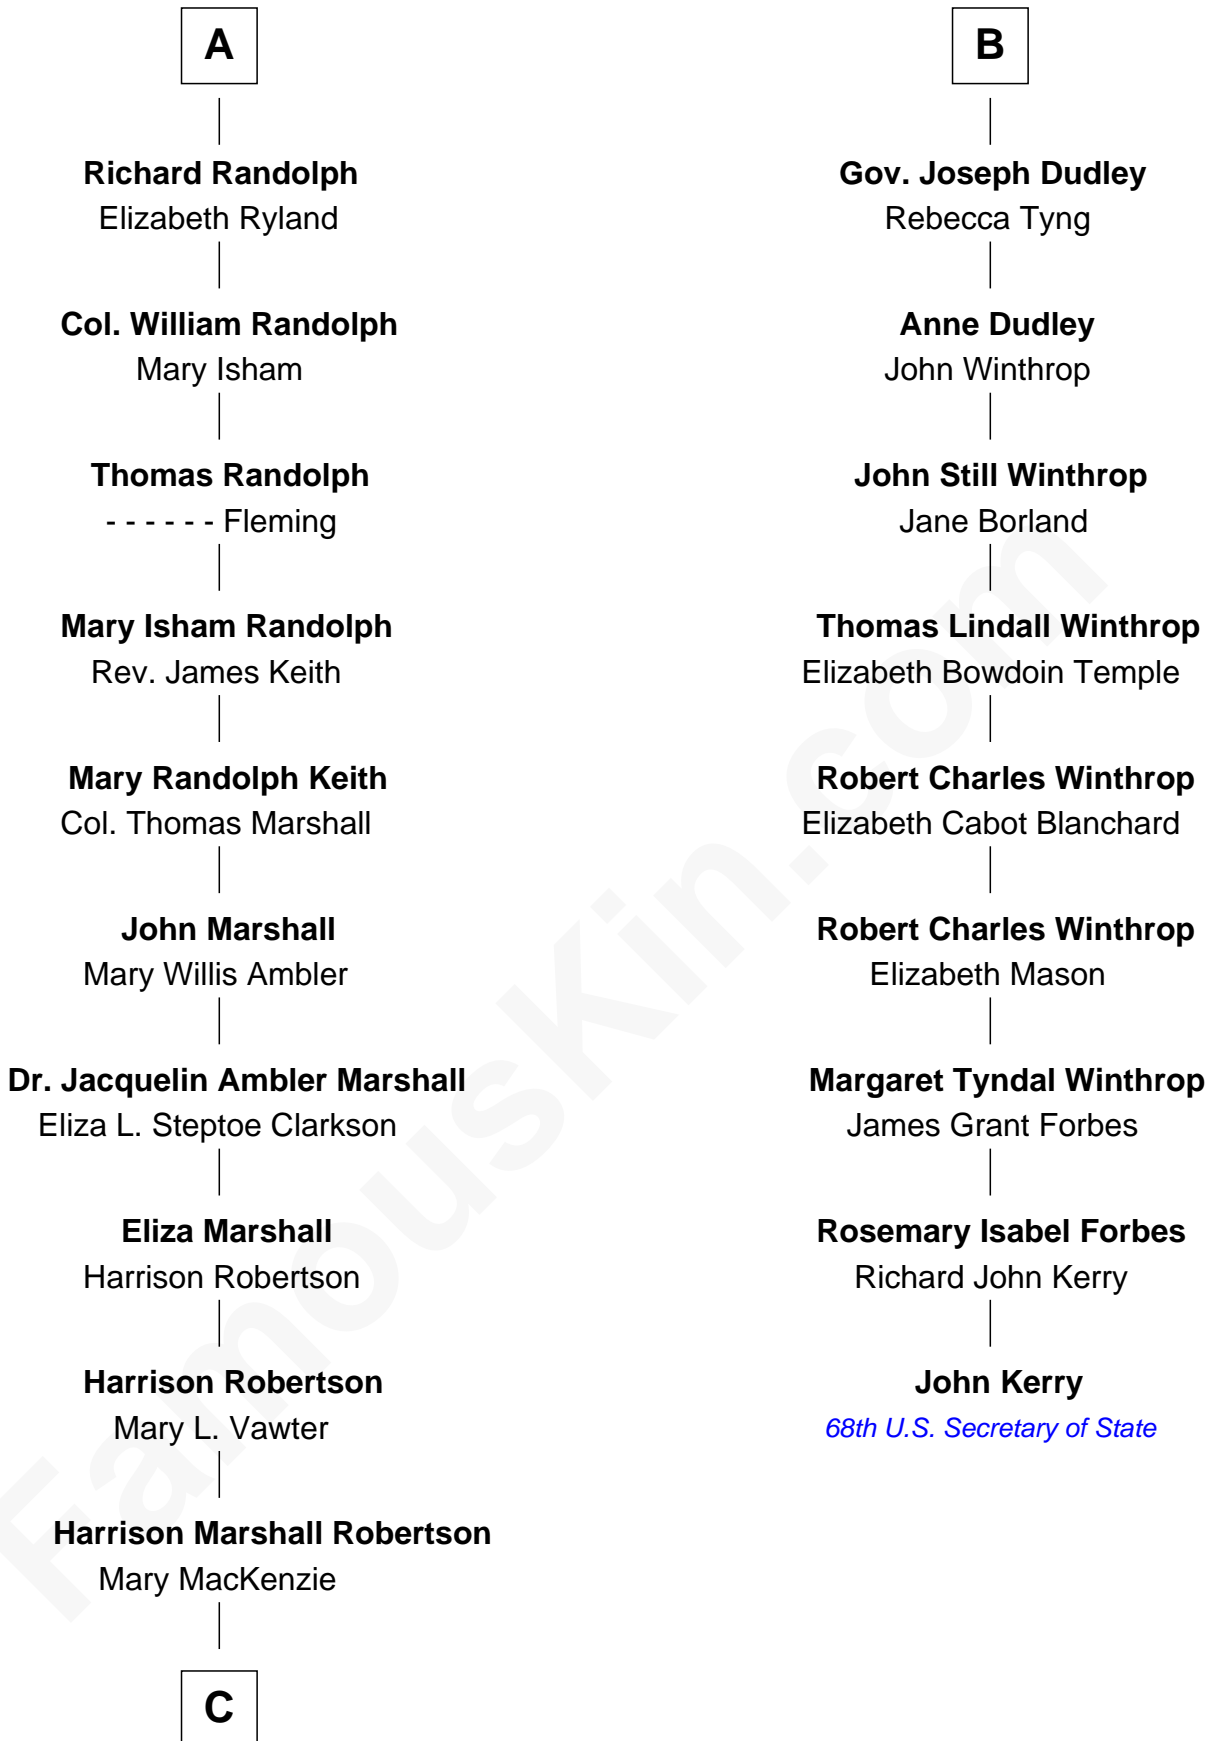 A
Richard Randolph
Elizabeth Ryland
Col. William Randolph
Mary Isham
Thomas Randolph
- - - - - - Fleming
Mary Isham Randolph
Rev. James Keith
Mary Randolph Keith
Col. Thomas Marshall
John Marshall
Mary Willis Ambler
Dr. Jacquelin Ambler Marshall
Eliza L. Steptoe Clarkson
Eliza Marshall
Harrison Robertson
Harrison Robertson
Mary L. Vawter
Harrison Marshall Robertson
Mary MacKenzie
C
B
Gov. Joseph Dudley
Rebecca Tyng
Anne Dudley
John Winthrop
John Still Winthrop
Jane Borland
Thomas Lindall Winthrop
Elizabeth Bowdoin Temple
Robert Charles Winthrop
Elizabeth Cabot Blanchard
Robert Charles Winthrop
Elizabeth Mason
Margaret Tyndal Winthrop
James Grant Forbes
Rosemary Isabel Forbes
Richard John Kerry
John Kerry
68th U.S. Secretary of State
FamousKin.com